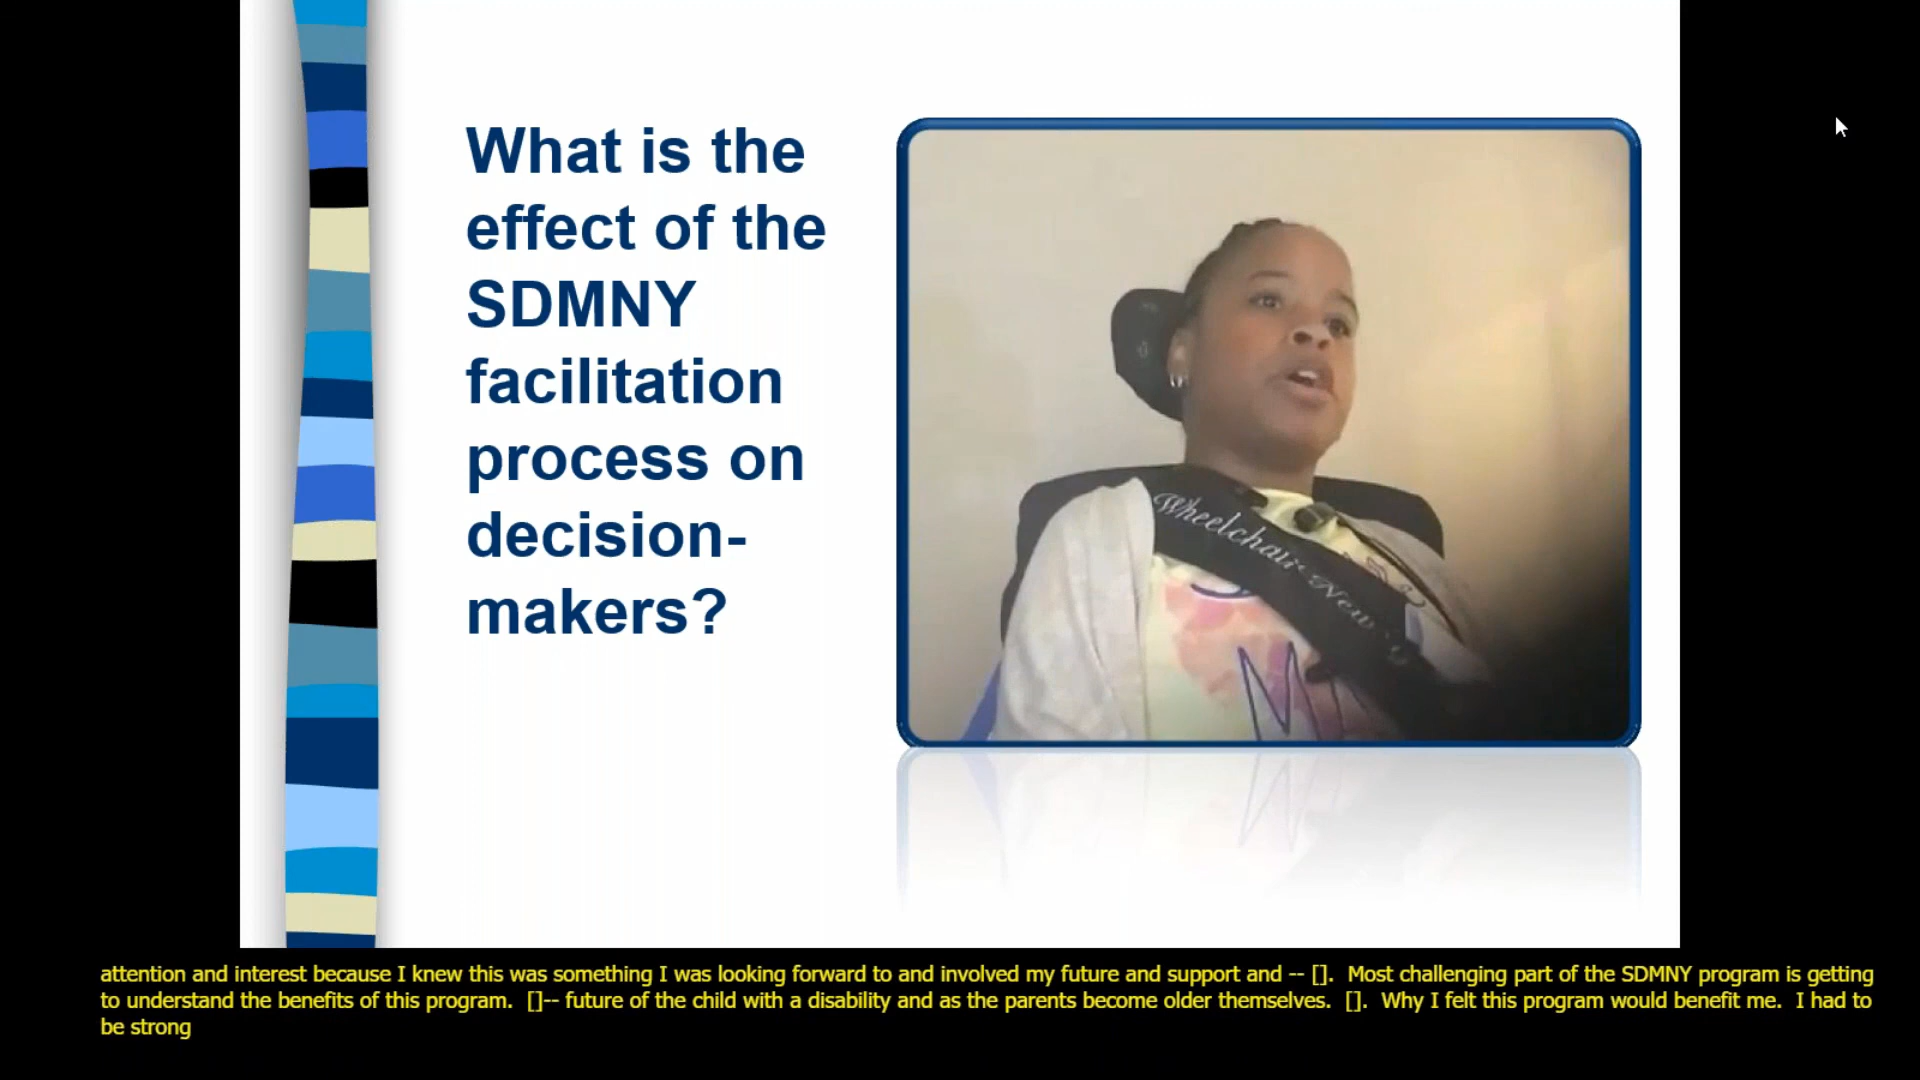 What is the
effect of the
SDMNY
facilitation
process on
decision-
makers?
Wheelchair New
M
attention and interest because I knew this was something I was looking forward to and involved my future and support and -- [].  Most challenging part of the SDMNY program is getting
to understand the benefits of this program.  []-- future of the child with a disability and as the parents become older themselves.  [].  Why I felt this program would benefit me.  I had to
be strong